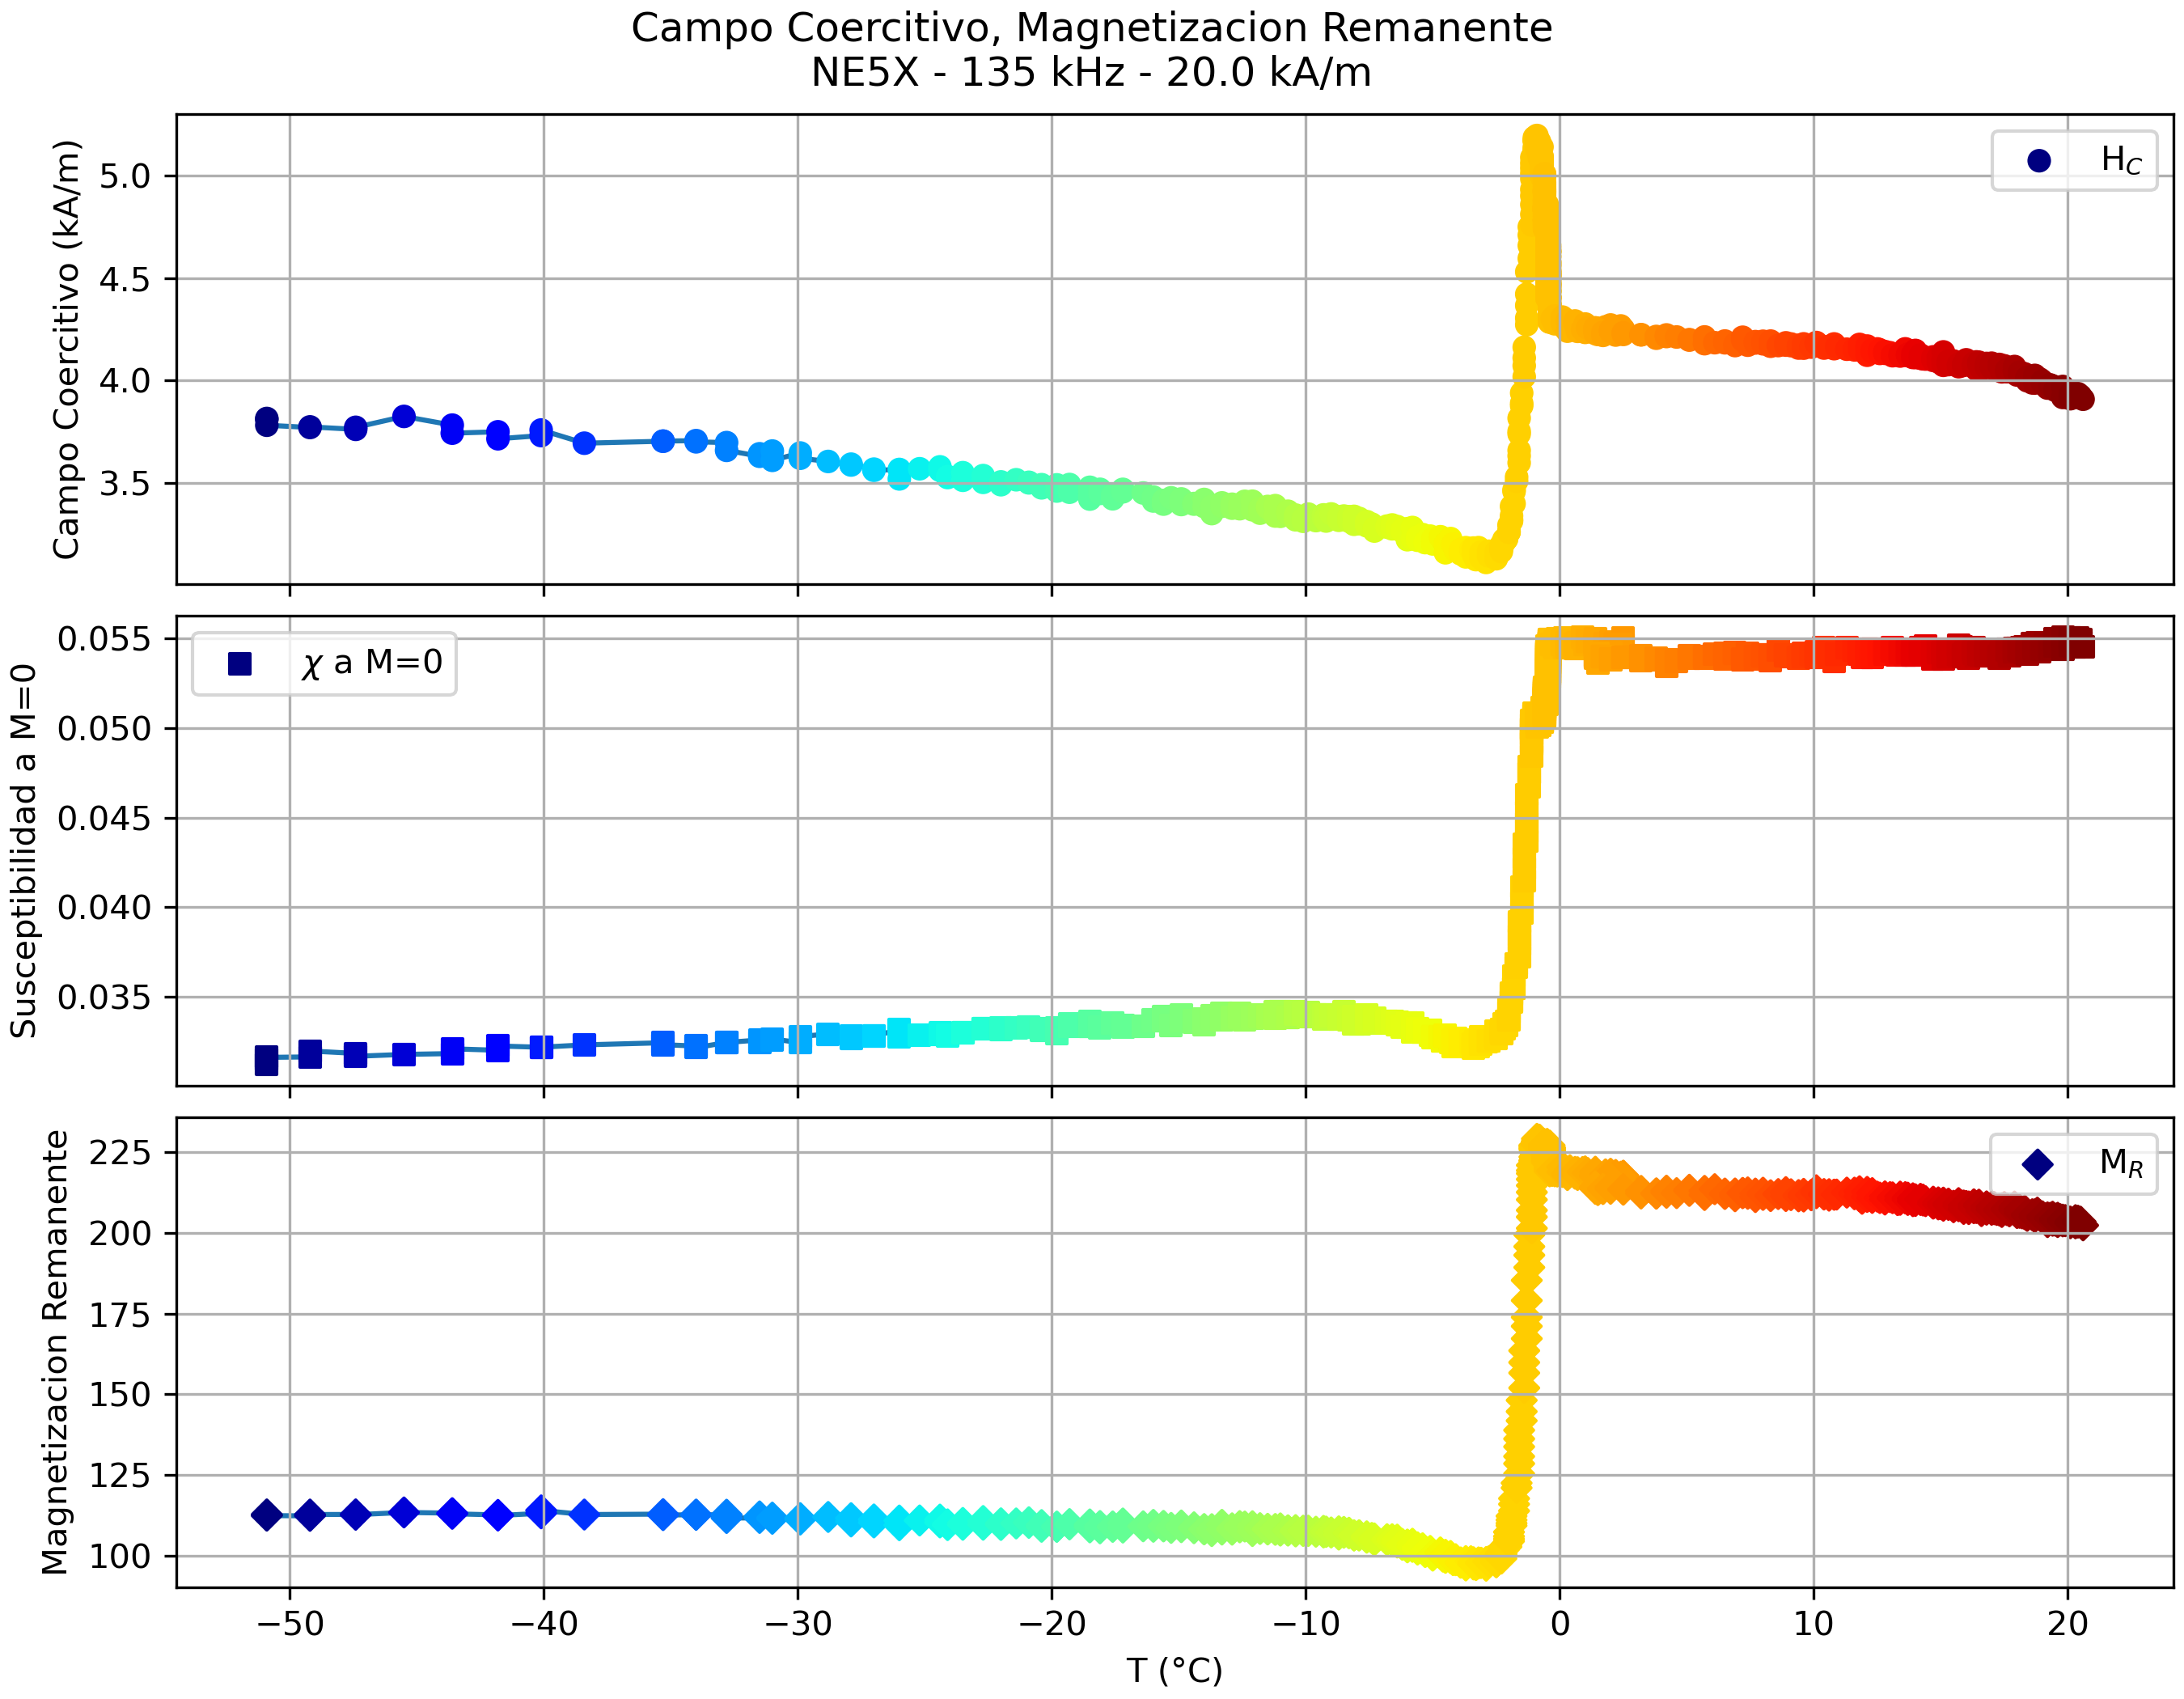 Campo Coercitivo, Magnetizacion Remanente
NE5X - 135 kHz - 20.0 kA/m
Campo Coercitivo (kA/m)
5.0
4.5
4.0
3.5
H_C
Susceptibilidad a M=0
0.055
0.050
0.045
0.040
0.035
χ a M=0
Magnetizacion Remanente
225
200
175
150
125
100
M_R
−50 −40 −30 −20 −10 0 10 20
T (°C)